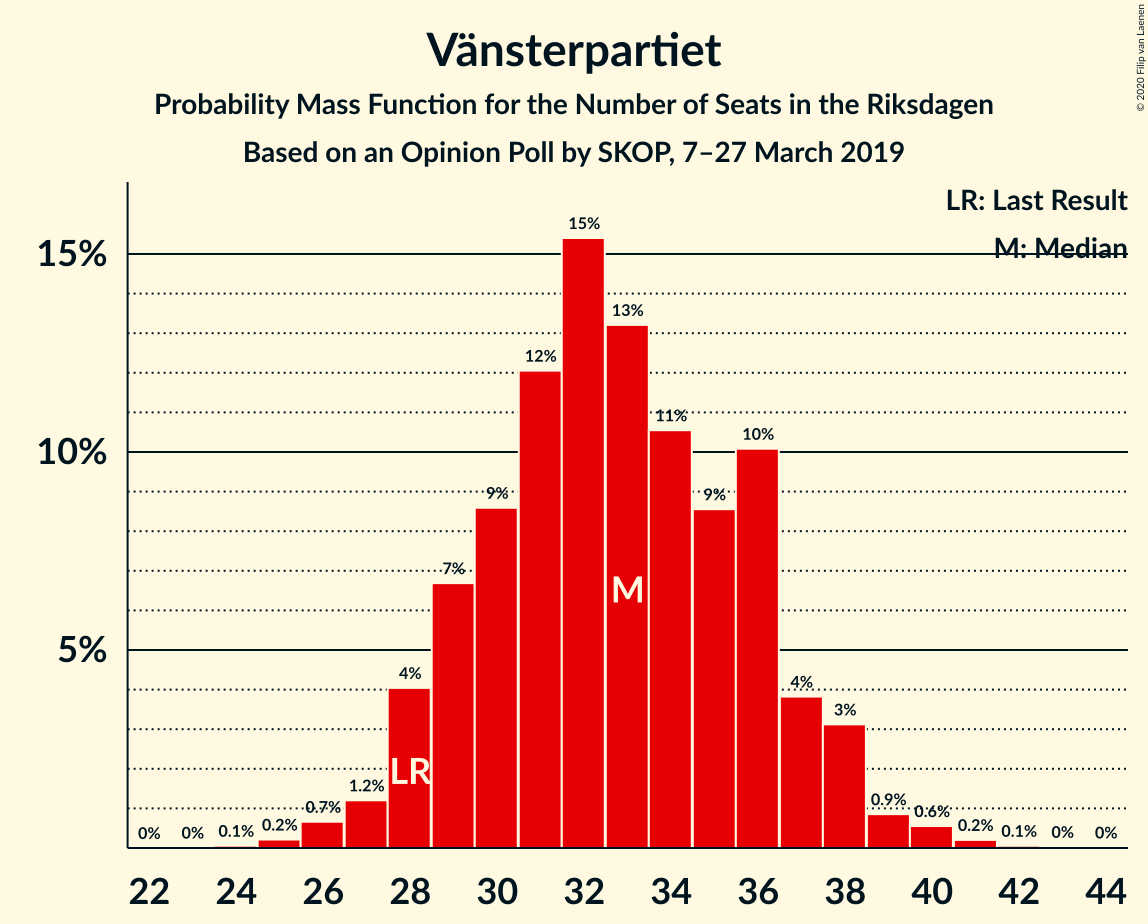 Vänsterpartiet
Probability Mass Function for the Number of Seats in the Riksdagen
Based on an Opinion Poll by SKOP, 7–27 March 2019
© 2020 Filip van Laenen
LR: Last Result
M: Median
15%
10%
5%
0% 0% 0.1% 0.2% 0.7% 1.2% 4% 7% 9% 12% 15% 13% 11% 9% 10% 4% 3% 0.9% 0.6% 0.2% 0.1% 0% 0%
LR M
22 24 26 28 30 32 34 36 38 40 42 44